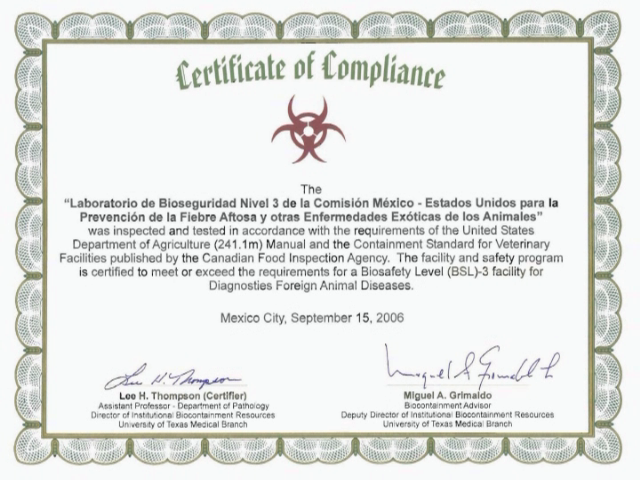 Certificate of Compliance
The
"Laboratorio de Bioseguridad Nivel 3 de la Comisión México - Estados Unidos para la
Prevención de la Fiebre Aftosa y otras Enfermedades Exóticas de los Animales"
was inspected and tested in accordance with the requirements of the United States
Department of Agriculture (241.1m) Manual and the Containment Standard for Veterinary
Facilities published by the Canadian Food Inspection Agency. The facility and safety program
is certified to meet or exceed the requirements for a Biosafety Level (BSL)-3 facility for
Diagnosties Foreign Animal Diseases.
Mexico City, September 15, 2006
Lee H. Thompson
Miguel A. Grimaldo L
Lee H. Thompson (Certifier)
Assistant Professor - Department of Pathology
Director of Institutional Biocontainment Resources
University of Texas Medical Branch
Miguel A. Grimaldo
Biocontainment Advisor
Deputy Director of Institutional Biocontainment Resources
University of Texas Medical Branch